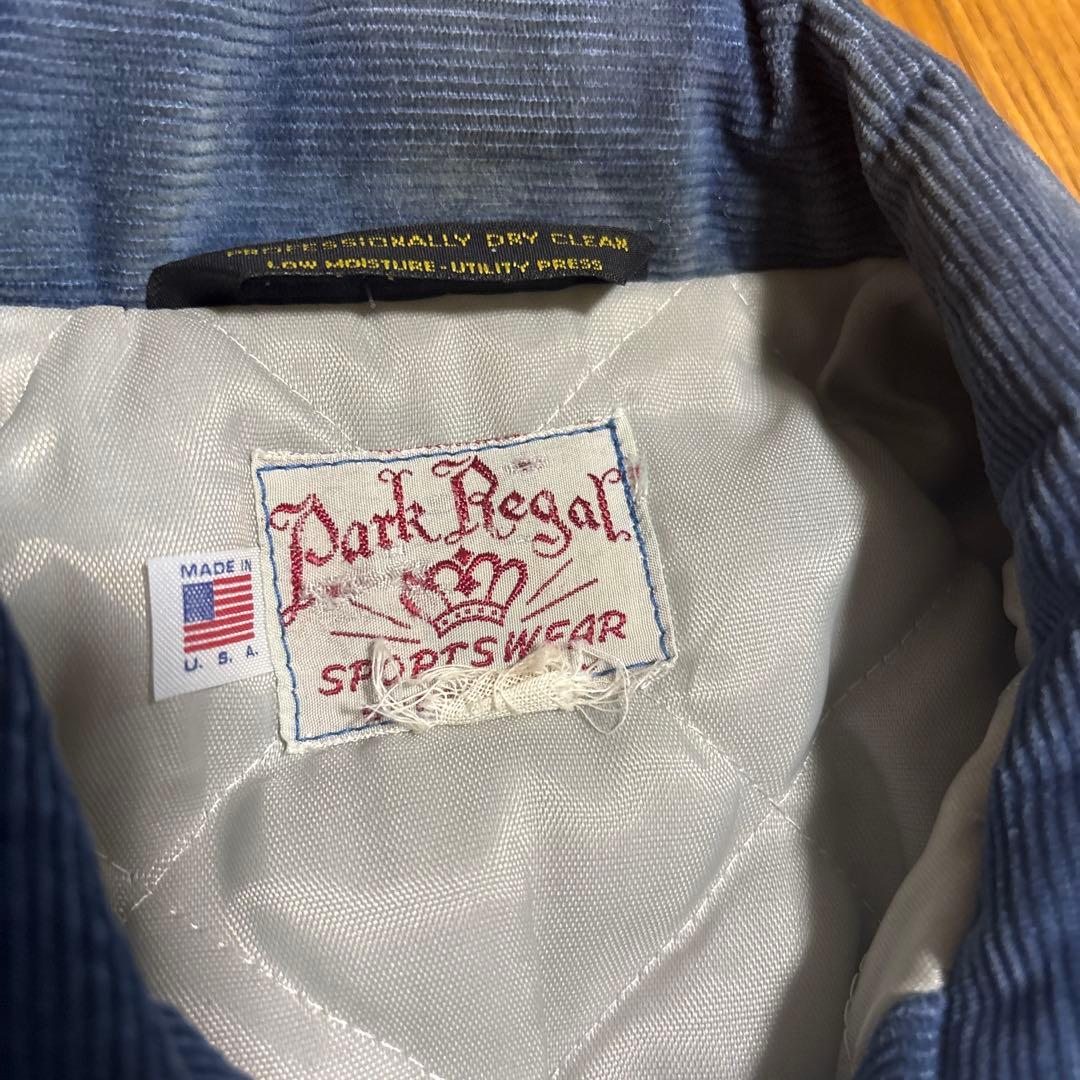 PROFESSIONALLY DRY CLEAN
LOW MOISTURE-UTILITY PRESS
Park Regal
SPORTSWEAR
MADE IN
U. S. A.